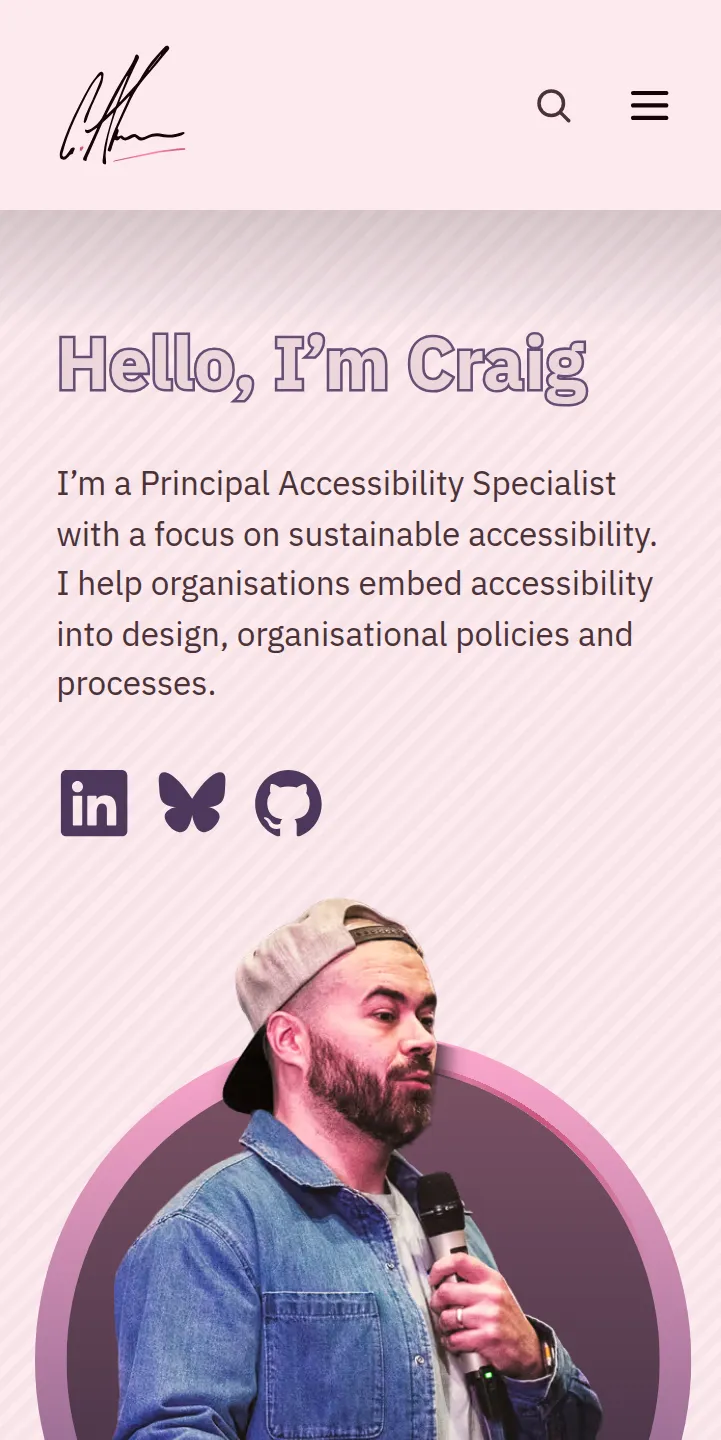 Hello, I’m Craig
I’m a Principal Accessibility Specialist
with a focus on sustainable accessibility.
I help organisations embed accessibility
into design, organisational policies and
processes.
in